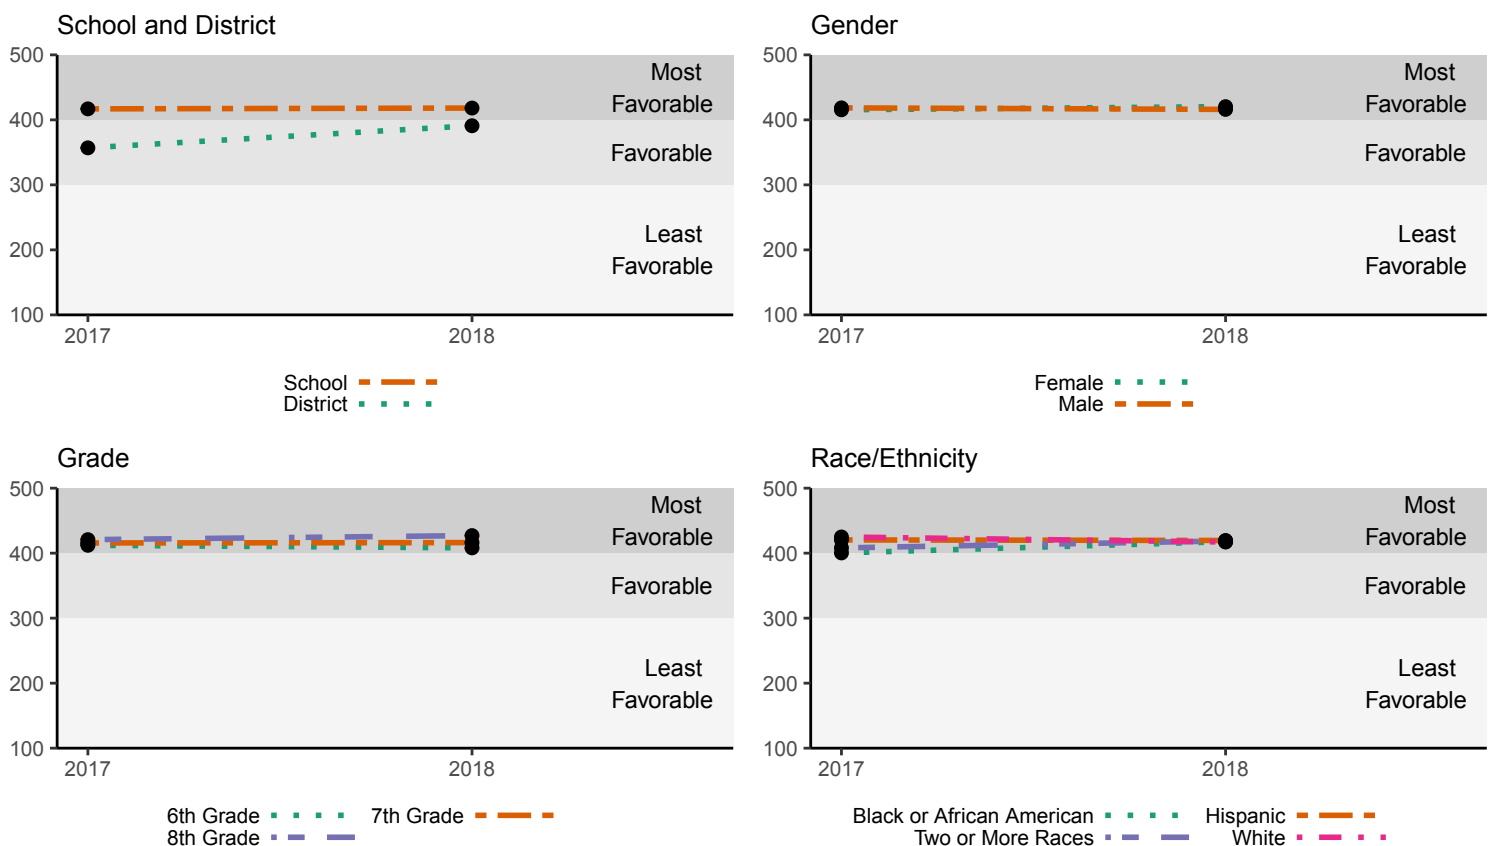 School and District
500
400
300
200
100
Most
Favorable
Favorable
Least
Favorable
2017 2018
School
District
Gender
500
400
300
200
100
Most
Favorable
Favorable
Least
Favorable
2017 2018
Female
Male
Grade
500
400
300
200
100
Most
Favorable
Favorable
Least
Favorable
2017 2018
6th Grade 7th Grade
8th Grade
Race/Ethnicity
500
400
300
200
100
Most
Favorable
Favorable
Least
Favorable
2017 2018
Black or African American Hispanic
Two or More Races White